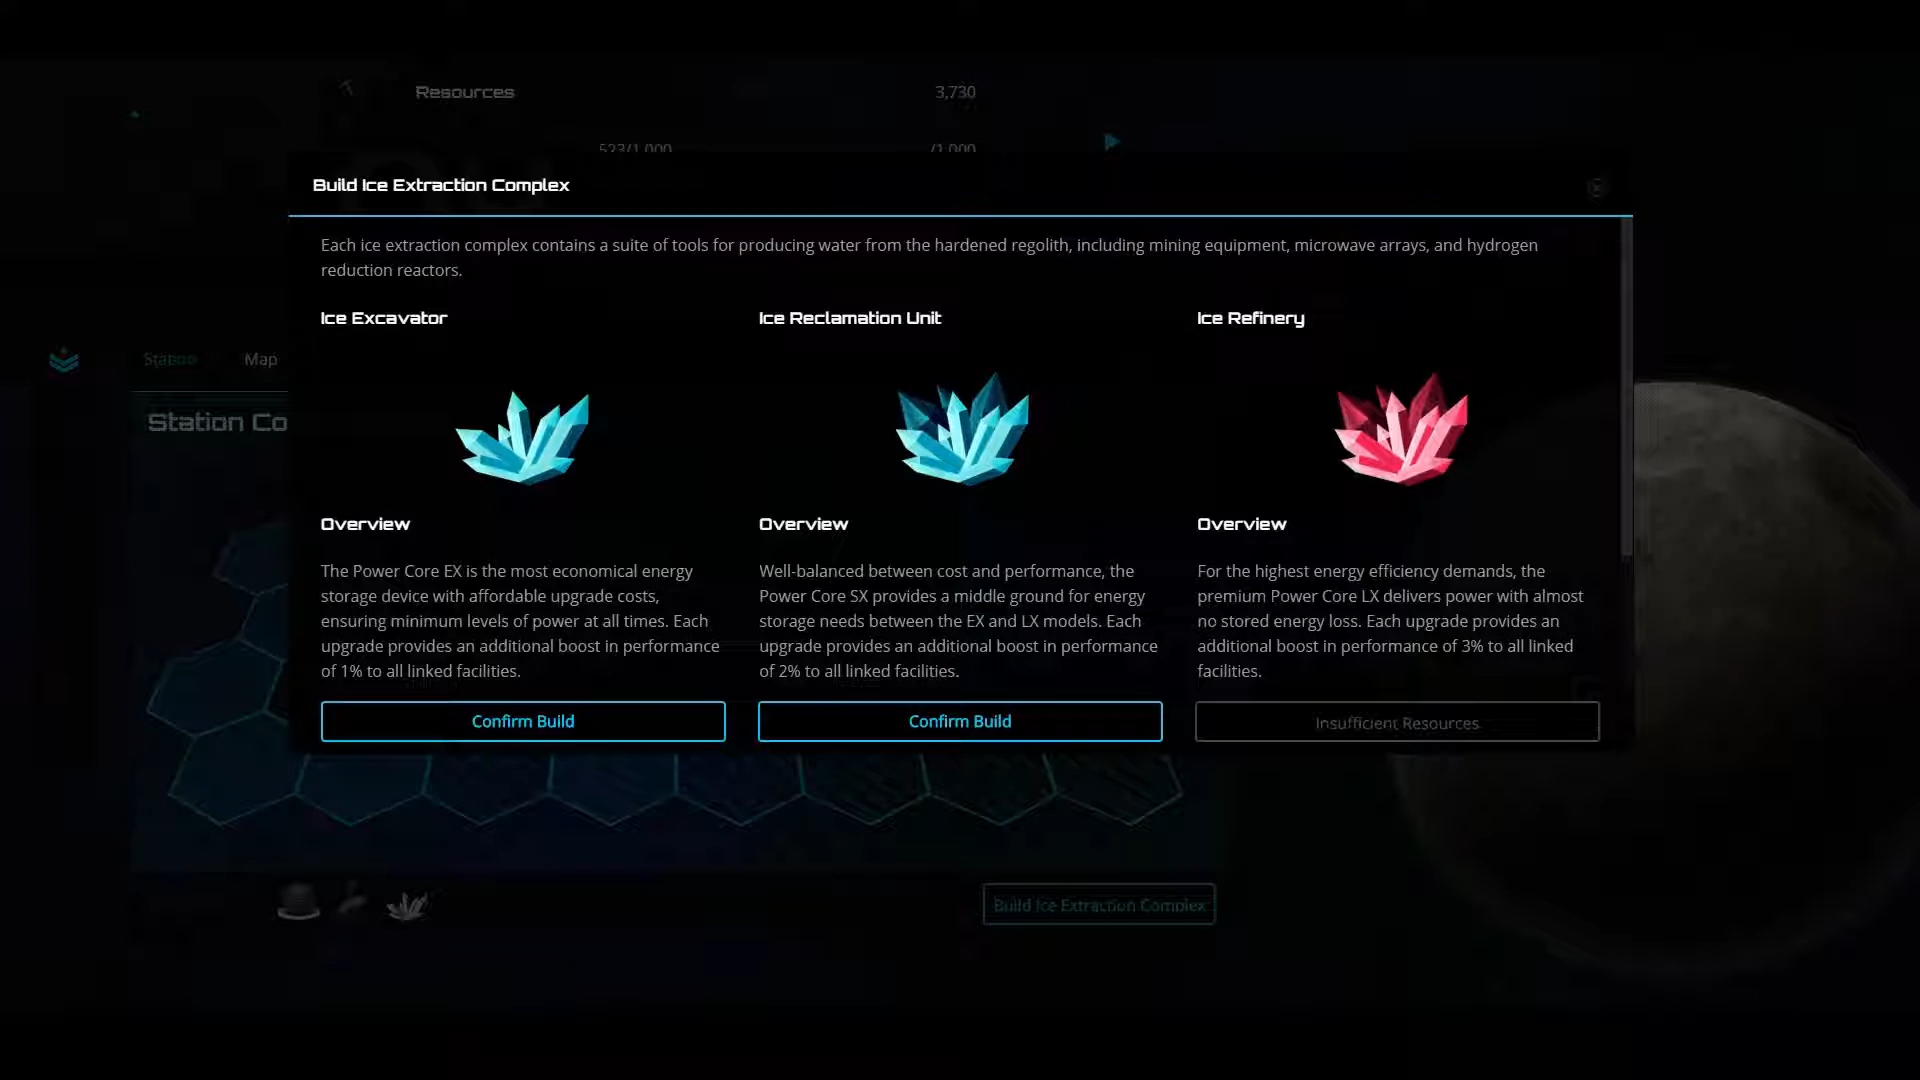 Resources 3,730
523/1,000 /1,000
Build Ice Extraction Complex
Each ice extraction complex contains a suite of tools for producing water from the hardened regolith, including mining equipment, microwave arrays, and hydrogen
reduction reactors.
Ice Excavator
Ice Reclamation Unit
Ice Refinery
Station Map
Station Co
Overview
The Power Core EX is the most economical energy
storage device with affordable upgrade costs,
ensuring minimum levels of power at all times. Each
upgrade provides an additional boost in performance
of 1% to all linked facilities.
Confirm Build
Overview
Well-balanced between cost and performance, the
Power Core SX provides a middle ground for energy
storage needs between the EX and LX models. Each
upgrade provides an additional boost in performance
of 2% to all linked facilities.
Confirm Build
Overview
For the highest energy efficiency demands, the
premium Power Core LX delivers power with almost
no stored energy loss. Each upgrade provides an
additional boost in performance of 3% to all linked
facilities.
Insufficient Resources
Build Ice Extraction Complex